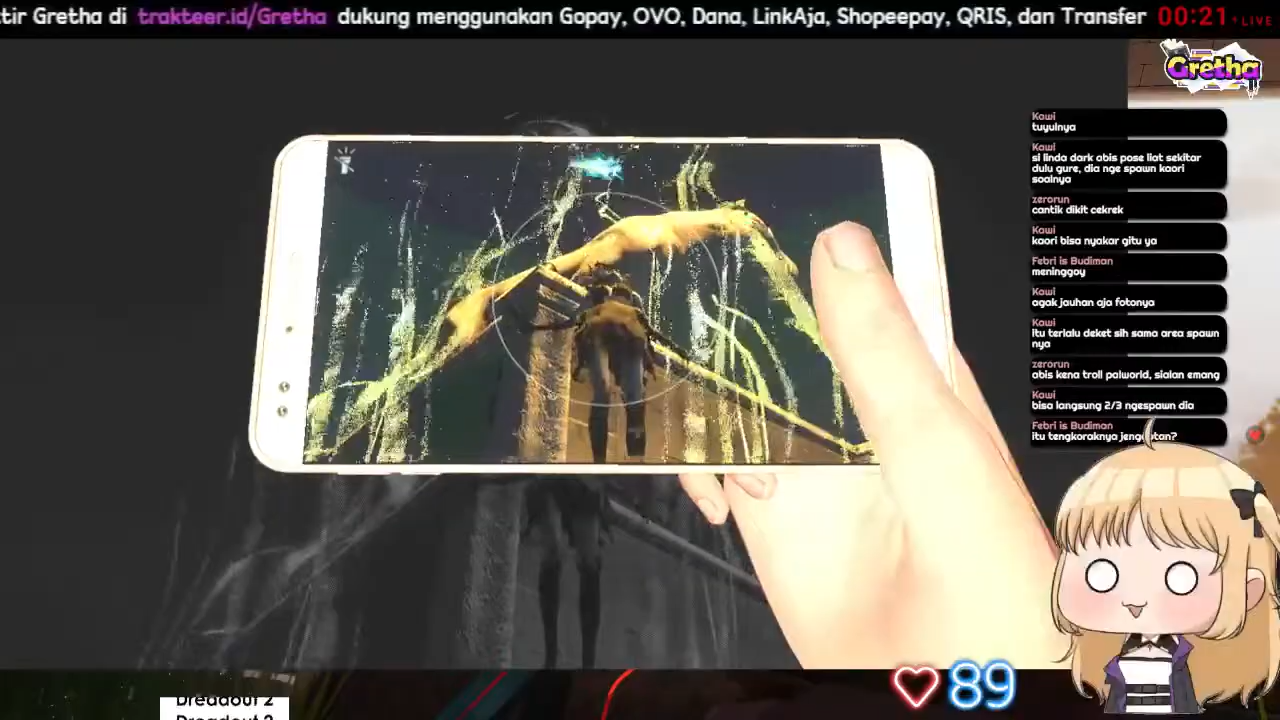 tir Gretha di trakteer.id/Gretha dukung menggunakan Gopay, OVO, Dana, LinkAja, Shopeepay, QRIS, dan Transfer
00:21 • LIVE
Gretha
Kawi
tuyulnya
Kawi
si linda dark abis pose liat sekitar
dulu gure, dia nge spawn kaori
soalnya
zerorun
cantik dikit cekrek
Kawi
kaori bisa nyakar gitu ya
Febri is Budiman
meninggoy
Kawi
agak jauhan aja fotonya
Kawi
itu terlalu deket sih sama area spawn
nya
zerorun
abis kena troll palworld, sialan emang
Kawi
bisa langsung 2/3 ngespawn dia
Febri is Budiman
itu tengkoraknya jenggotan?
89
Dreadout 2
Dreadout 2